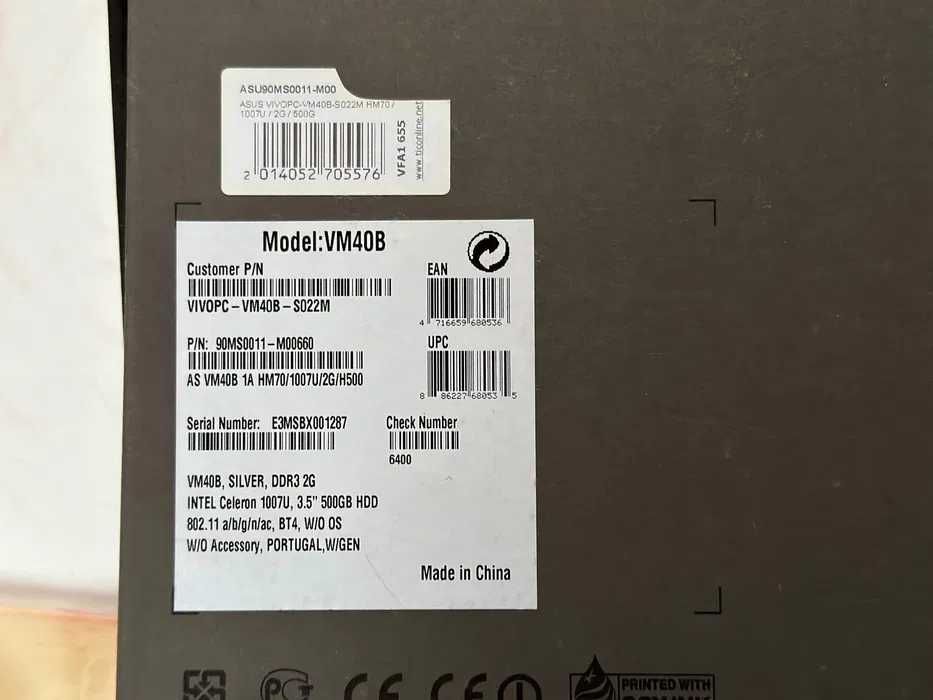 ASU90MS0011-M00
ASUS VIVOPC-VM40B-S022M HM70 /
1007U / 2G / 500G
2 014052 705576
VFA1 655
www.ticonline.net
Model:VM40B
Customer P/N
VIVOPC-VM40B-S022M
EAN
4 716659 680536
P/N: 90MS0011-M00660
AS VM40B 1A HM70/1007U/2G/H500
UPC
8 86227 68053 5
Serial Number: E3MSBX001287
Check Number
6400
VM40B, SILVER, DDR3 2G
INTEL Celeron 1007U, 3.5" 500GB HDD
802.11 a/b/g/n/ac, BT4, W/O OS
W/O Accessory, PORTUGAL,W/GEN
Made in China
PRINTED WITH